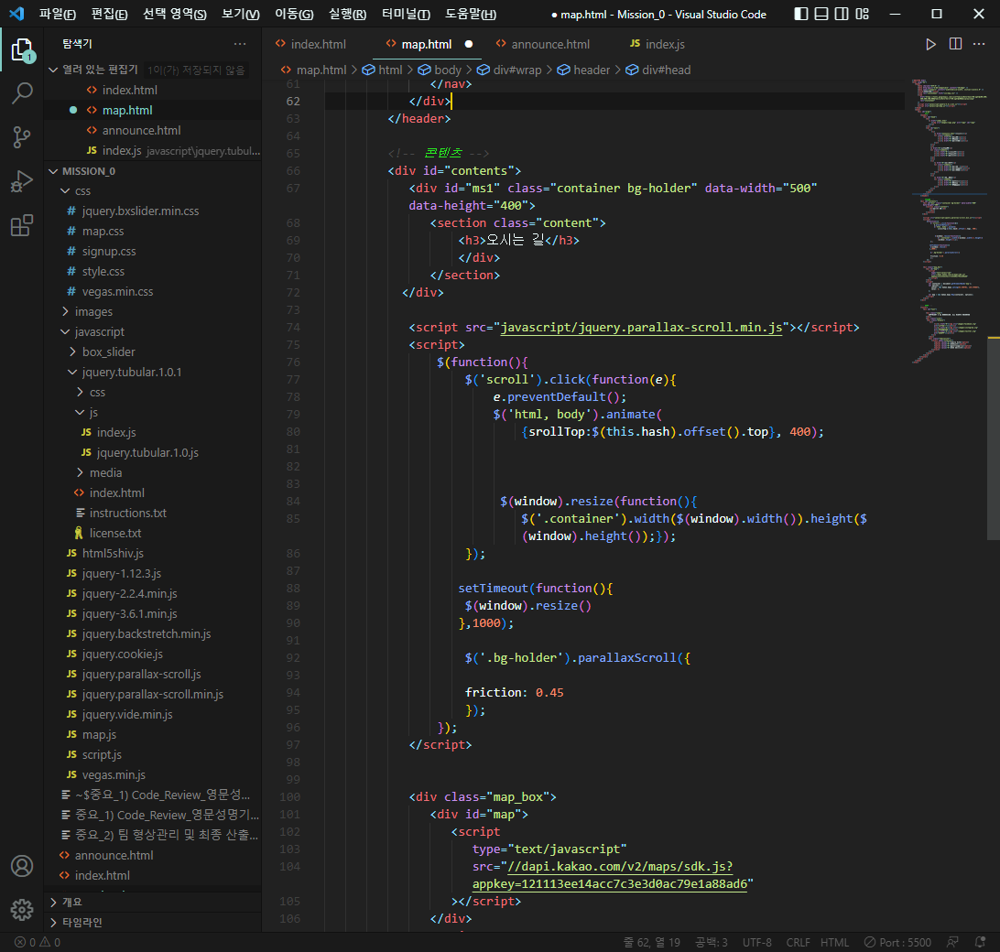 파일(F) 편집(E) 선택 영역(S) 보기(V) 이동(G) 실행(R) 터미널(T) 도움말(H) ● map.html - Mission_0 - Visual Studio Code
탐색기 ···
index.html map.html ● announce.html JS index.js
map.html > html > body > div#wrap > header > div#head
열려 있는 편집기 1이(가) 저장되지 않음
index.html
● map.html
announce.html
JS index.js javascript\jquery.tubul...
MISSION_0
css
# jquery.bxslider.min.css
# map.css
# signup.css
# style.css
# vegas.min.css
images
javascript
box_slider
jquery.tubular.1.0.1
css
js
JS index.js
JS jquery.tubular.1.0.js
media
index.html
instructions.txt
license.txt
JS html5shiv.js
JS jquery-1.12.3.js
JS jquery-2.2.4.min.js
JS jquery-3.6.1.min.js
JS jquery.backstretch.min.js
JS jquery.cookie.js
JS jquery.parallax-scroll.js
JS jquery.parallax-scroll.min.js
JS jquery.vide.min.js
JS map.js
JS script.js
JS vegas.min.js
~$중요_1) Code_Review_영문성...
중요_1) Code_Review_영문성명기...
중요_2) 팀 형상관리 및 최종 산출...
announce.html
index.html
개요
타임라인
61 </nav>
62 </div>
63 </header>
64
65 <!-- 콘텐츠 -->
66 <div id="contents">
67 <div id="ms1" class="container bg-holder" data-width="500"
data-height="400">
68 <section class="content">
69 <h3>오시는 길</h3>
70 </div>
71 </section>
72 </div>
73
74 <script src="javascript/jquery.parallax-scroll.min.js"></script>
75 <script>
76 $(function(){
77 $('scroll').click(function(e){
78 e.preventDefault();
79 $('html, body').animate(
80 {srollTop:$(this.hash).offset().top}, 400);
81
82
83
84 $(window).resize(function(){
85 $('.container').width($(window).width()).height($
(window).height());});
86 });
87
88 setTimeout(function(){
89 $(window).resize()
90 },1000);
91
92 $('.bg-holder').parallaxScroll({
93
94 friction: 0.45
95 });
96 });
97 </script>
98
99
100 <div class="map_box">
101 <div id="map">
102 <script
103 type="text/javascript"
104 src="//dapi.kakao.com/v2/maps/sdk.js?
appkey=121113ee14acc7c3e3d0ac79e1a88ad6"
105 ></script>
106 </div>
0 0 줄 62, 열 19 공백: 3 UTF-8 CRLF HTML Port : 5500